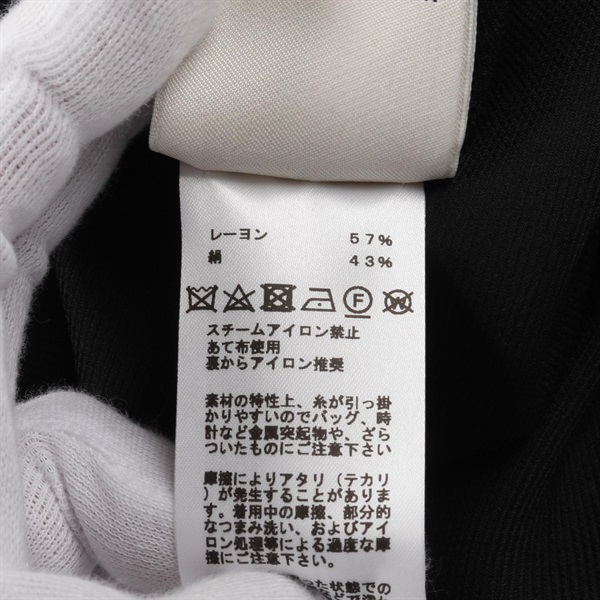 レーヨン 57%
絹 43%
F W
スチームアイロン禁止
あて布使用
裏からアイロン推奨
素材の特性上、糸が引っ掛
かりやすいのでバッグ、時
計など金属突起物や、ざら
ついたものにご注意下さい
摩擦によりアタリ(テカリ
)が発生することがありま
す。着用中の摩擦、部分的
なつまみ洗い、およびアイ
ロン処理等による過度な摩
擦にご注意下さい。
った状態での